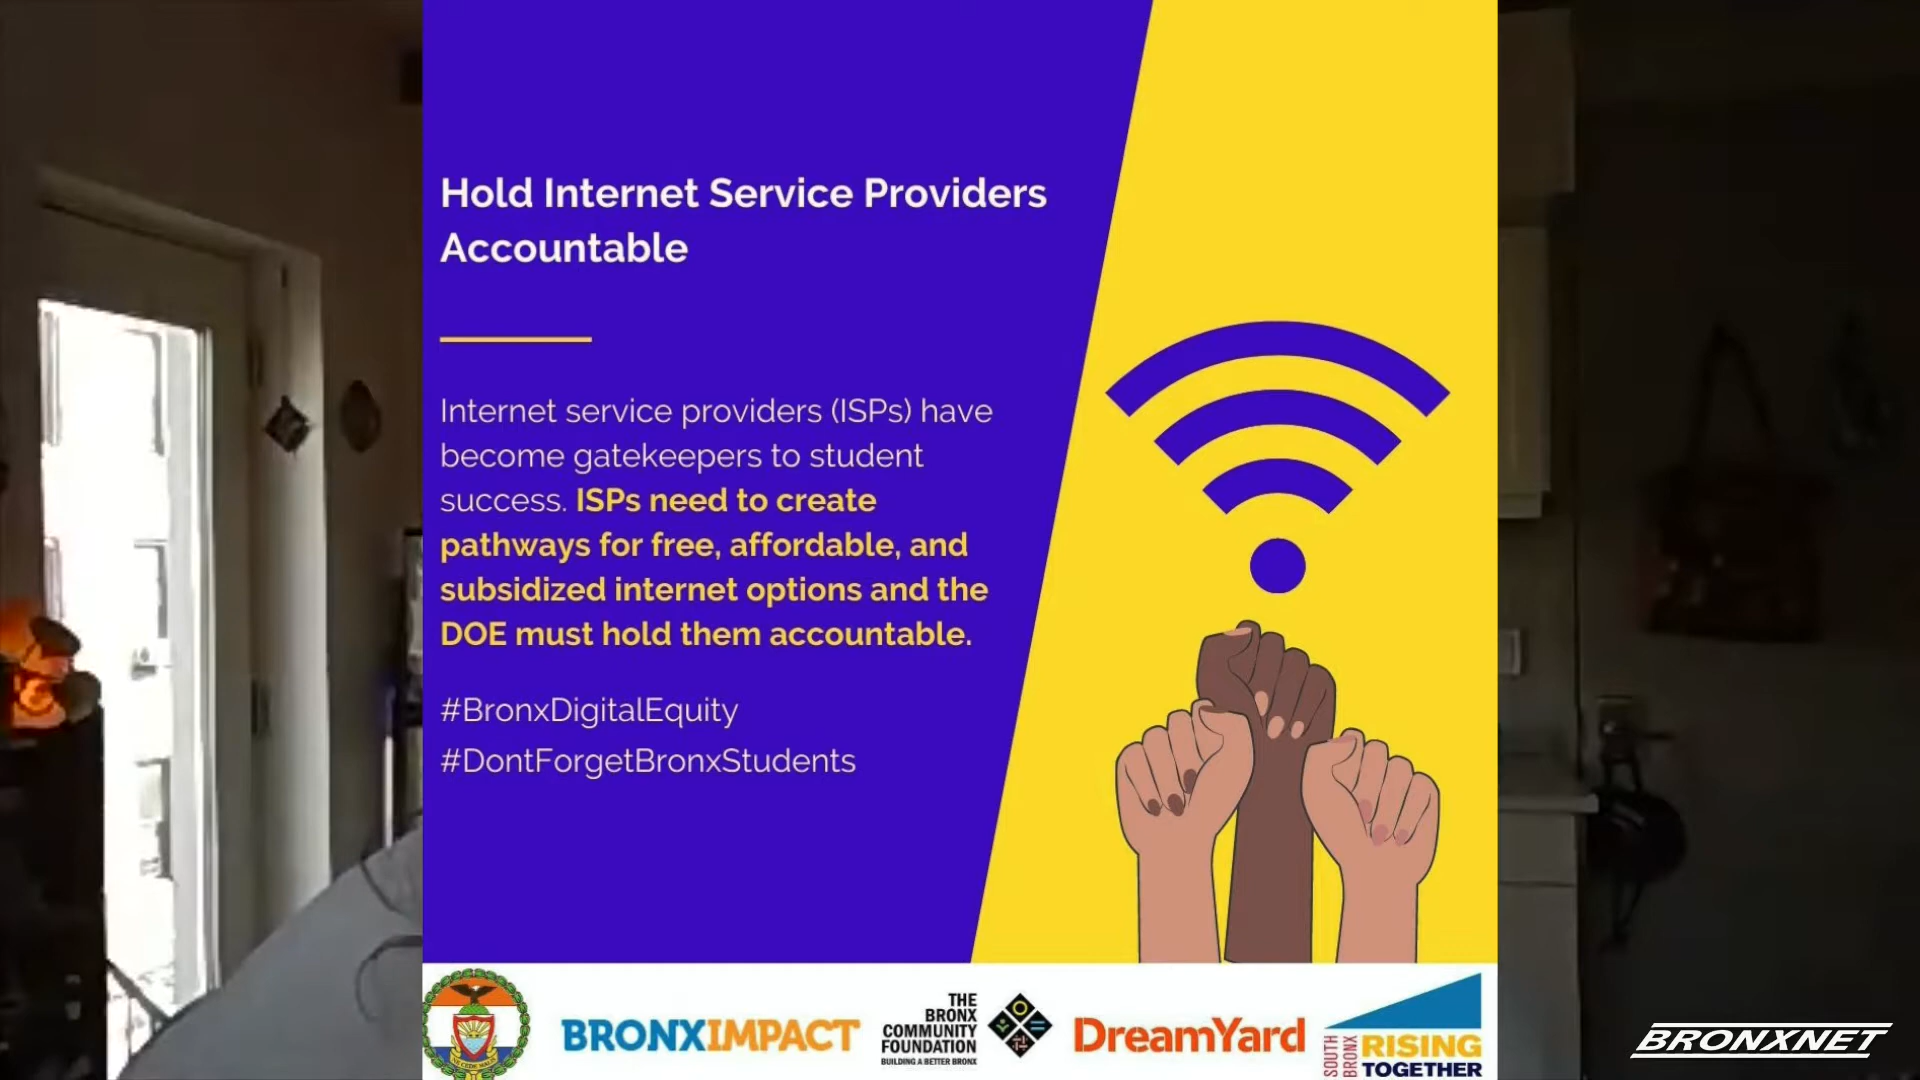 Hold Internet Service Providers
Accountable
Internet service providers (ISPs) have
become gatekeepers to student
success. ISPs need to create
pathways for free, affordable, and
subsidized internet options and the
DOE must hold them accountable.
#BronxDigitalEquity
#DontForgetBronxStudents
BRONXIMPACT
THE
BRONX
COMMUNITY
FOUNDATION
BUILDING A BETTER BRONX
DreamYard
SOUTH
BRONX
RISING
TOGETHER
BRONXNET